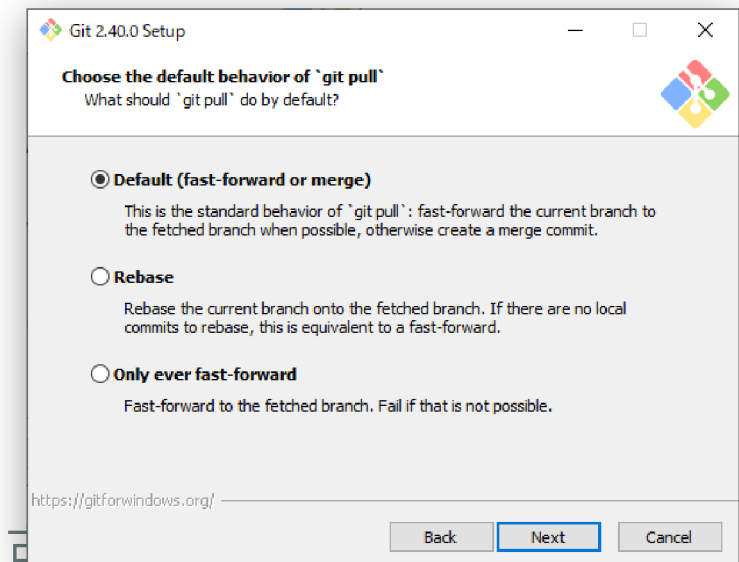 Git 2.40.0 Setup
Choose the default behavior of `git pull`
What should `git pull` do by default?
Default (fast-forward or merge)
This is the standard behavior of `git pull`: fast-forward the current branch to
the fetched branch when possible, otherwise create a merge commit.
Rebase
Rebase the current branch onto the fetched branch. If there are no local
commits to rebase, this is equivalent to a fast-forward.
Only ever fast-forward
Fast-forward to the fetched branch. Fail if that is not possible.
https://gitforwindows.org/
Back
Next
Cancel